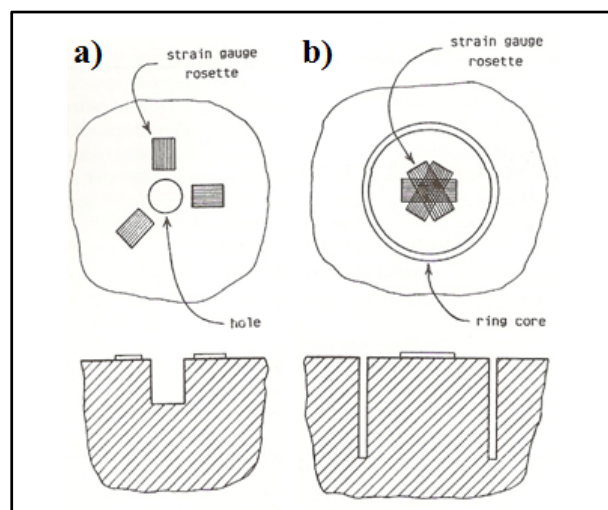 a)
strain gauge
rosette
hole
b)
strain gauge
rosette
ring core